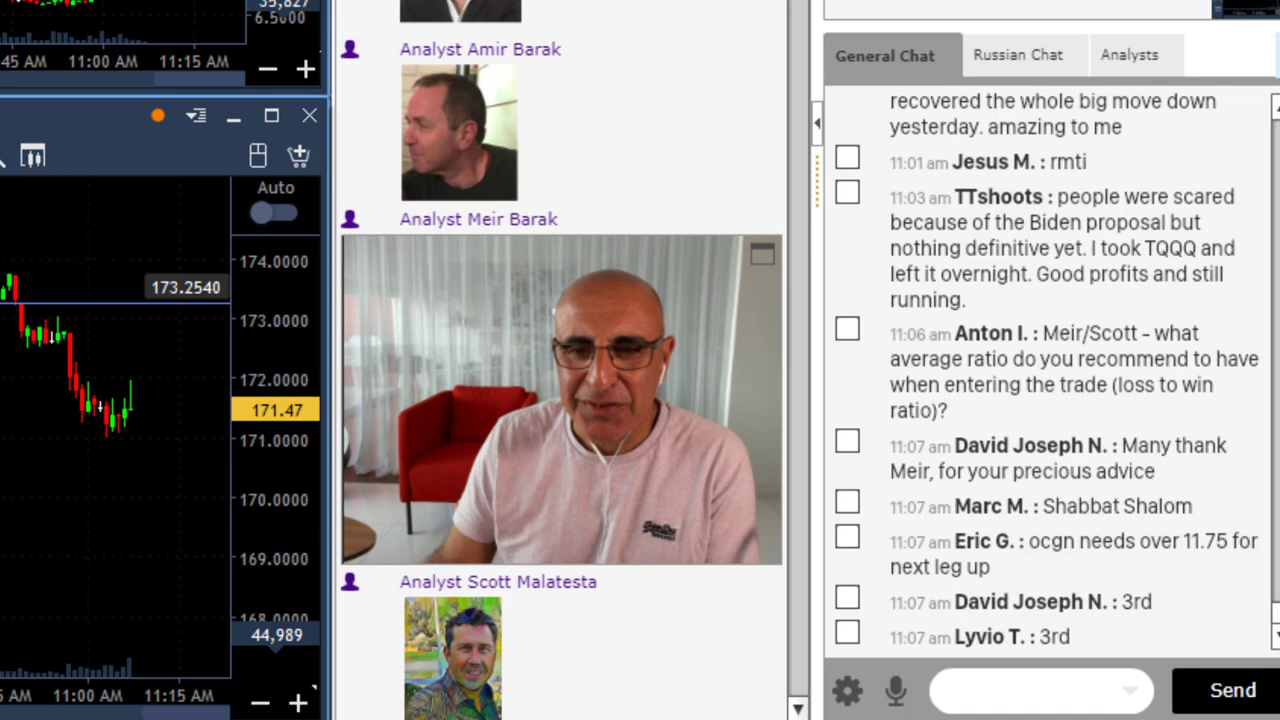 35,827
6.5000
:45 AM 11:00 AM 11:15 AM
Auto
174.0000
173.2540
173.0000
172.0000
171.47
171.0000
170.0000
169.0000
168.0000
44,989
5 AM 11:00 AM 11:15 AM
Analyst Amir Barak
Analyst Meir Barak
Analyst Scott Malatesta
General Chat Russian Chat Analysts
recovered the whole big move down
yesterday. amazing to me
11:01 am Jesus M. : rmti
11:03 am TTshoots : people were scared
because of the Biden proposal but
nothing definitive yet. I took TQQQ and
left it overnight. Good profits and still
running.
11:06 am Anton I. : Meir/Scott - what
average ratio do you recommend to have
when entering the trade (loss to win
ratio)?
11:07 am David Joseph N. : Many thank
Meir, for your precious advice
11:07 am Marc M. : Shabbat Shalom
11:07 am Eric G. : ocgn needs over 11.75 for
next leg up
11:07 am David Joseph N. : 3rd
11:07 am Lyvio T. : 3rd
Send